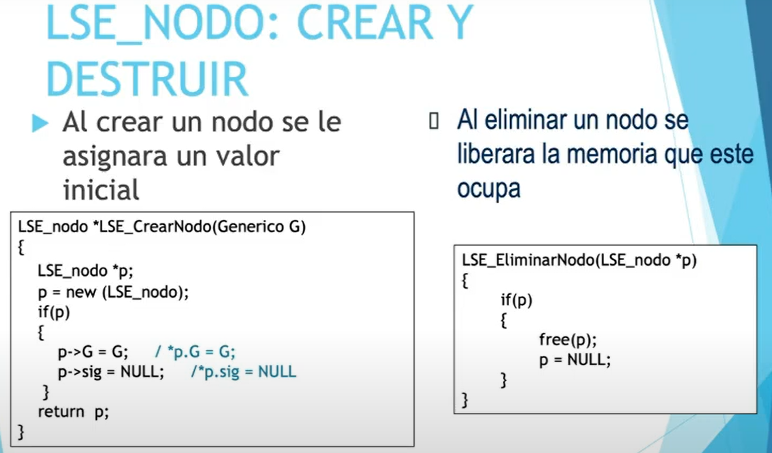 LSE_NODO: CREAR Y
DESTRUIR
Al crear un nodo se le
asignara un valor
inicial
LSE_nodo *LSE_CrearNodo(Generico G)
{
LSE_nodo *p;
p = new (LSE_nodo);
if(p)
{
p->G = G; / *p.G = G;
p->sig = NULL; /*p.sig = NULL
}
return p;
}
Al eliminar un nodo se
liberara la memoria que este
ocupa
LSE_EliminarNodo(LSE_nodo *p)
{
if(p)
{
free(p);
p = NULL;
}
}